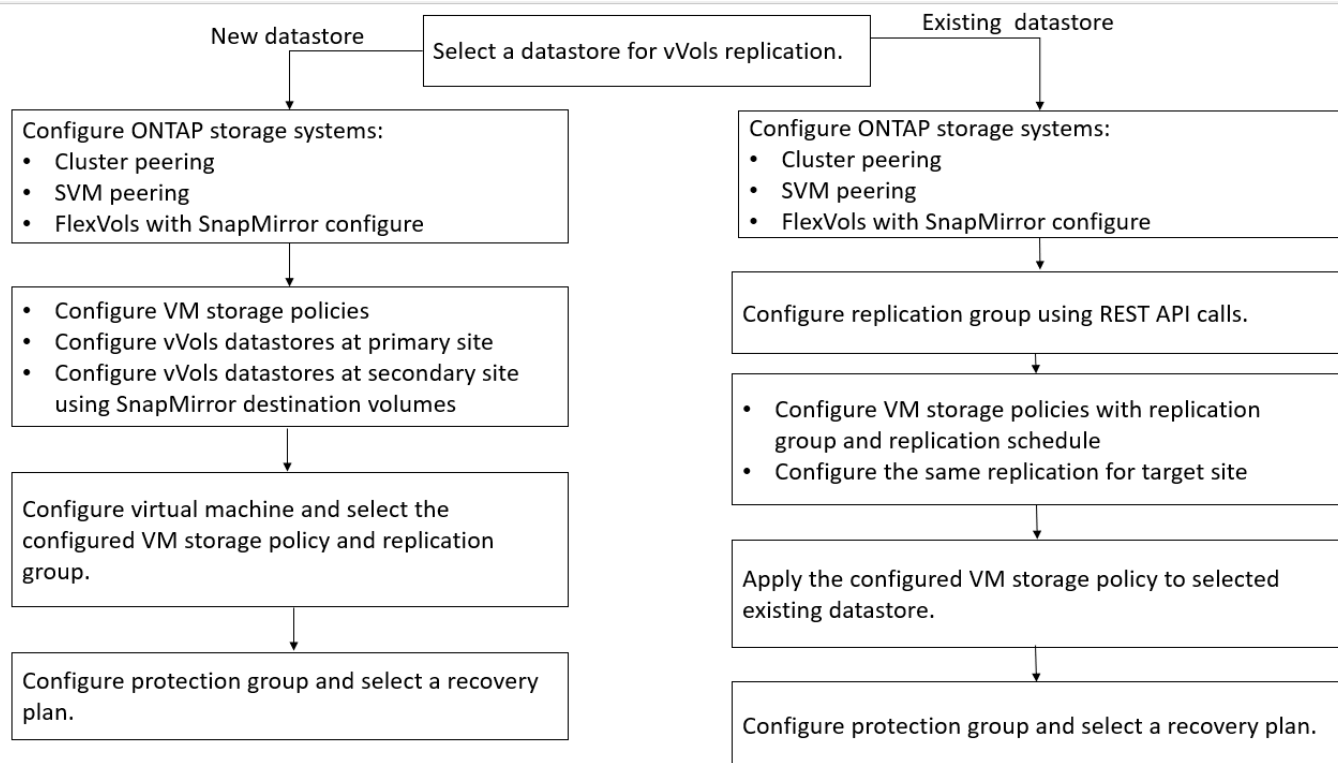 New datastore
Select a datastore for vVols replication.
Existing datastore
Configure ONTAP storage systems:
• Cluster peering
• SVM peering
• FlexVols with SnapMirror configure
• Configure VM storage policies
• Configure vVols datastores at primary site
• Configure vVols datastores at secondary site
using SnapMirror destination volumes
Configure virtual machine and select the
configured VM storage policy and replication
group.
Configure protection group and select a recovery
plan.
Configure ONTAP storage systems:
• Cluster peering
• SVM peering
• FlexVols with SnapMirror configure
Configure replication group using REST API calls.
• Configure VM storage policies with replication
group and replication schedule
• Configure the same replication for target site
Apply the configured VM storage policy to selected
existing datastore.
Configure protection group and select a recovery plan.